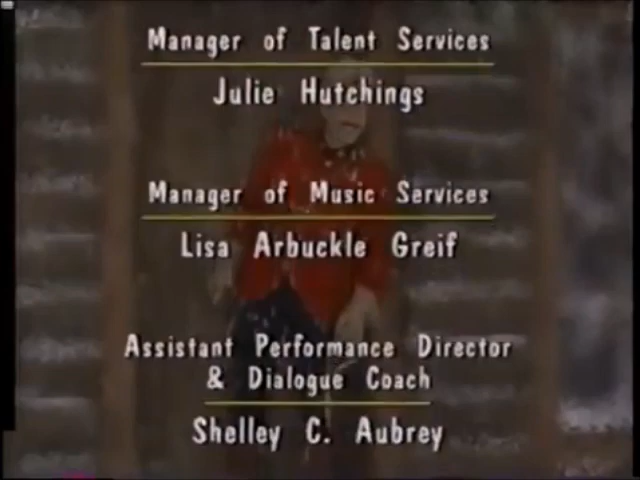 Manager of Talent Services
Julie Hutchings
Manager of Music Services
Lisa Arbuckle Greif
Assistant Performance Director
& Dialogue Coach
Shelley C. Aubrey